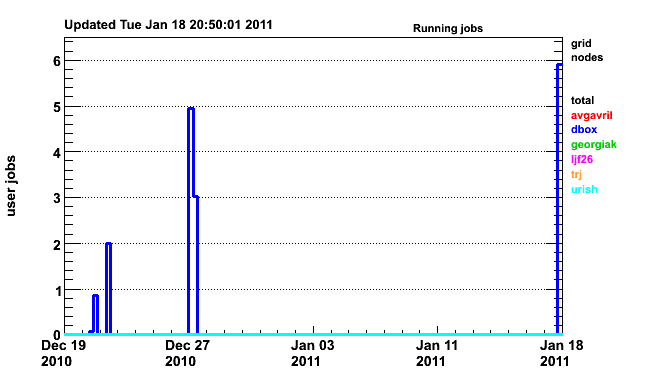 Updated Tue Jan 18 20:50:01 2011
Running jobs
grid
nodes
total
avgavril
dbox
georgiak
ljf26
trj
urish
user jobs
6
5
4
3
2
1
0
Dec 19 Dec 27 Jan 03 Jan 11 Jan 18
2010 2010 2011 2011 2011